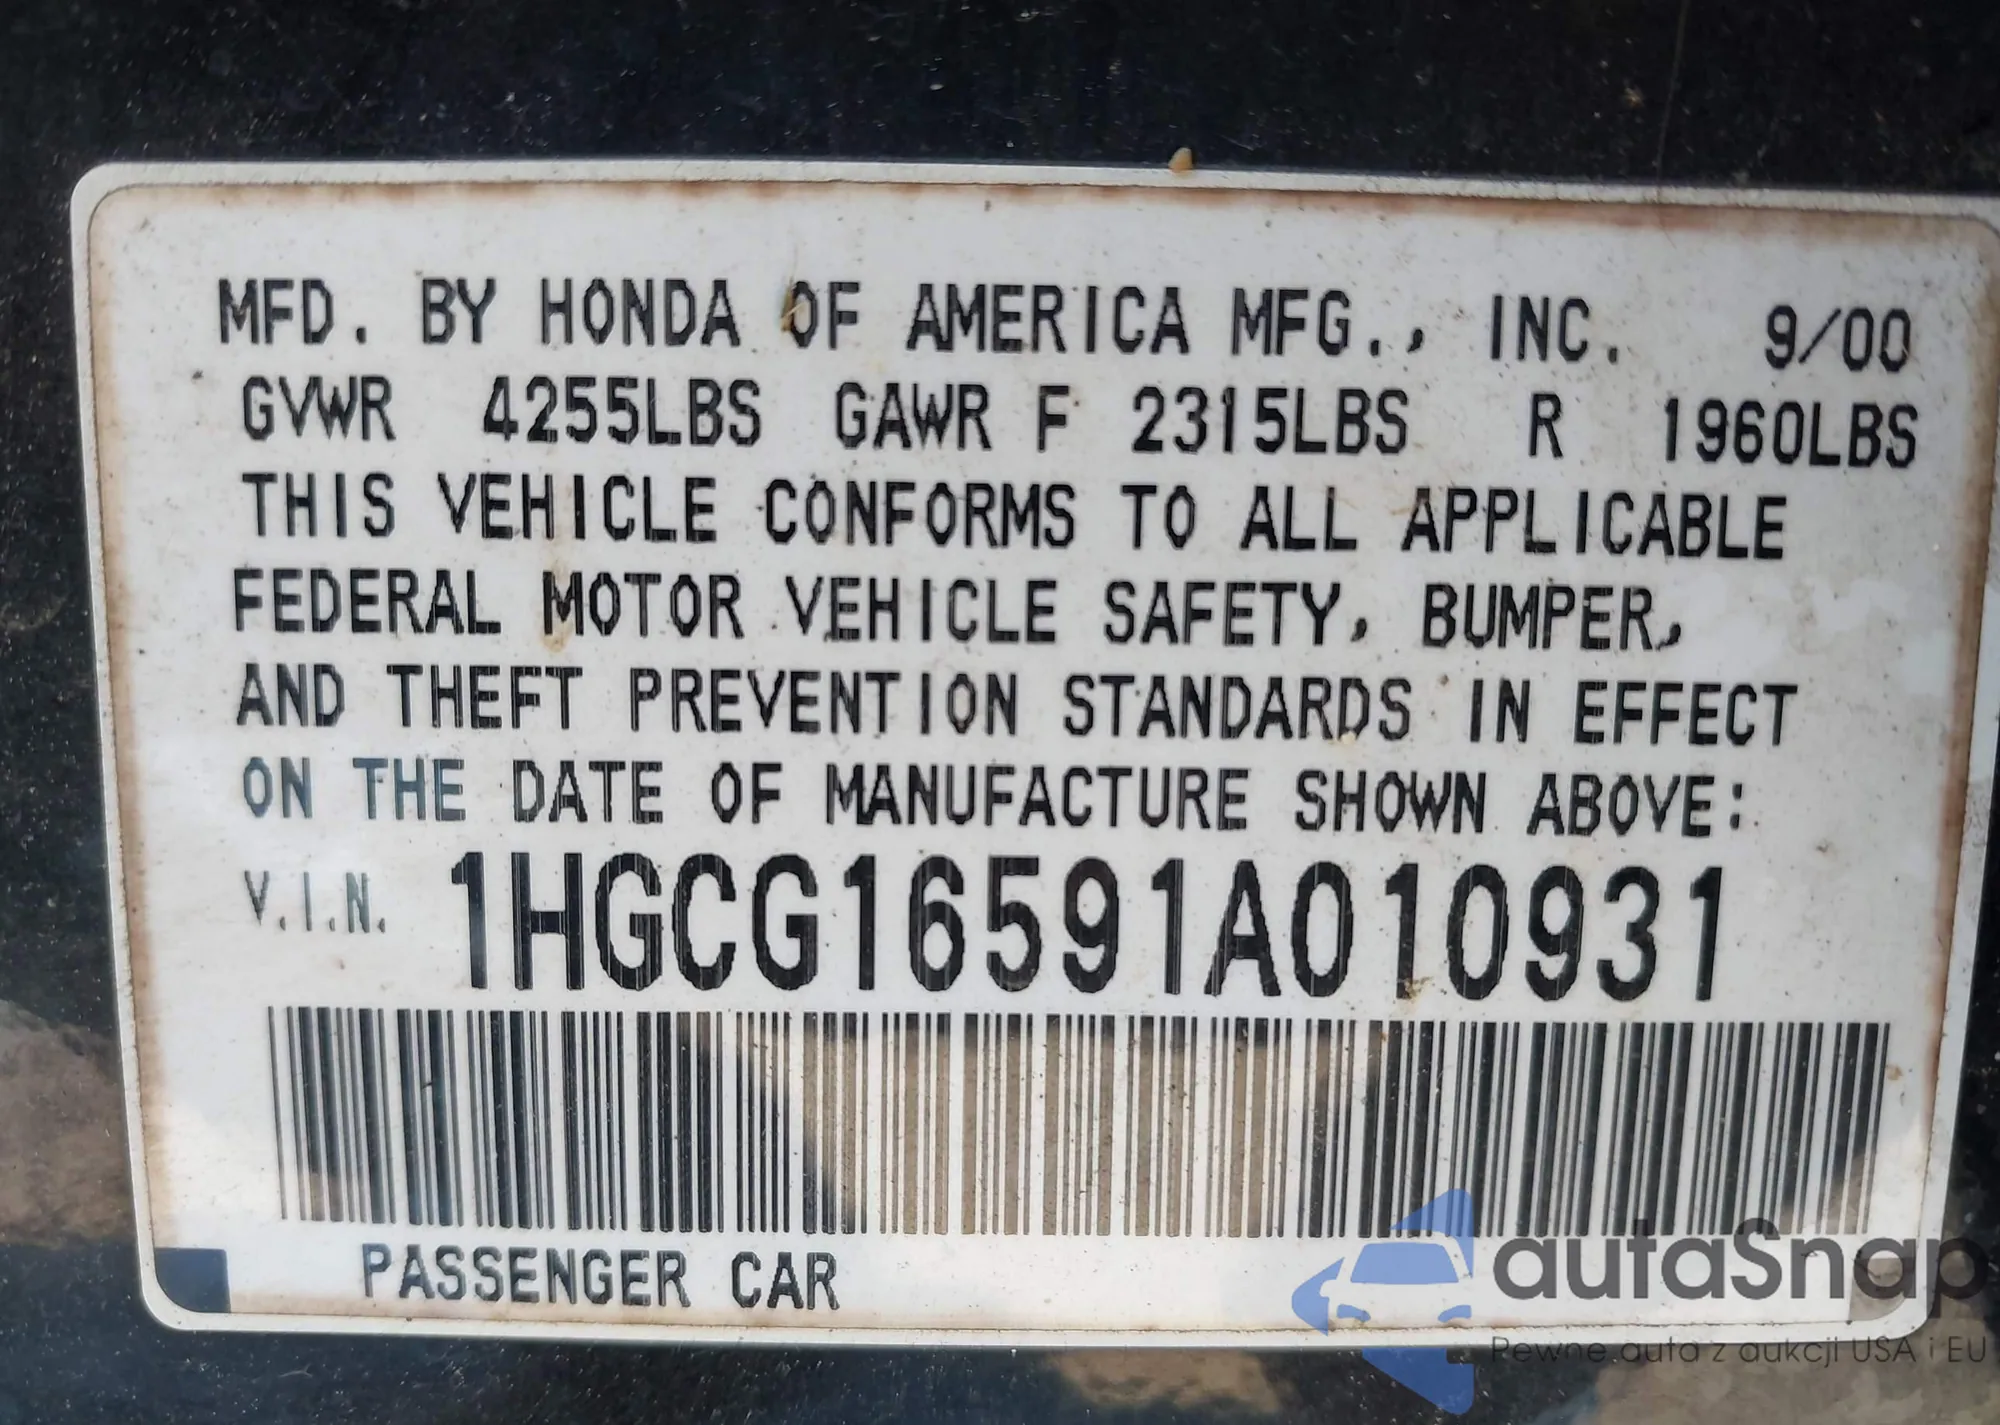 MFD. BY HONDA OF AMERICA MFG., INC. 9/00
GVWR 4255LBS GAWR F 2315LBS R 1960LBS
THIS VEHICLE CONFORMS TO ALL APPLICABLE
FEDERAL MOTOR VEHICLE SAFETY, BUMPER,
AND THEFT PREVENTION STANDARDS IN EFFECT
ON THE DATE OF MANUFACTURE SHOWN ABOVE:
V.I.N. 1HGCG16591A010931
PASSENGER CAR
autaSnap
Pewne auta z aukcji USA i EU